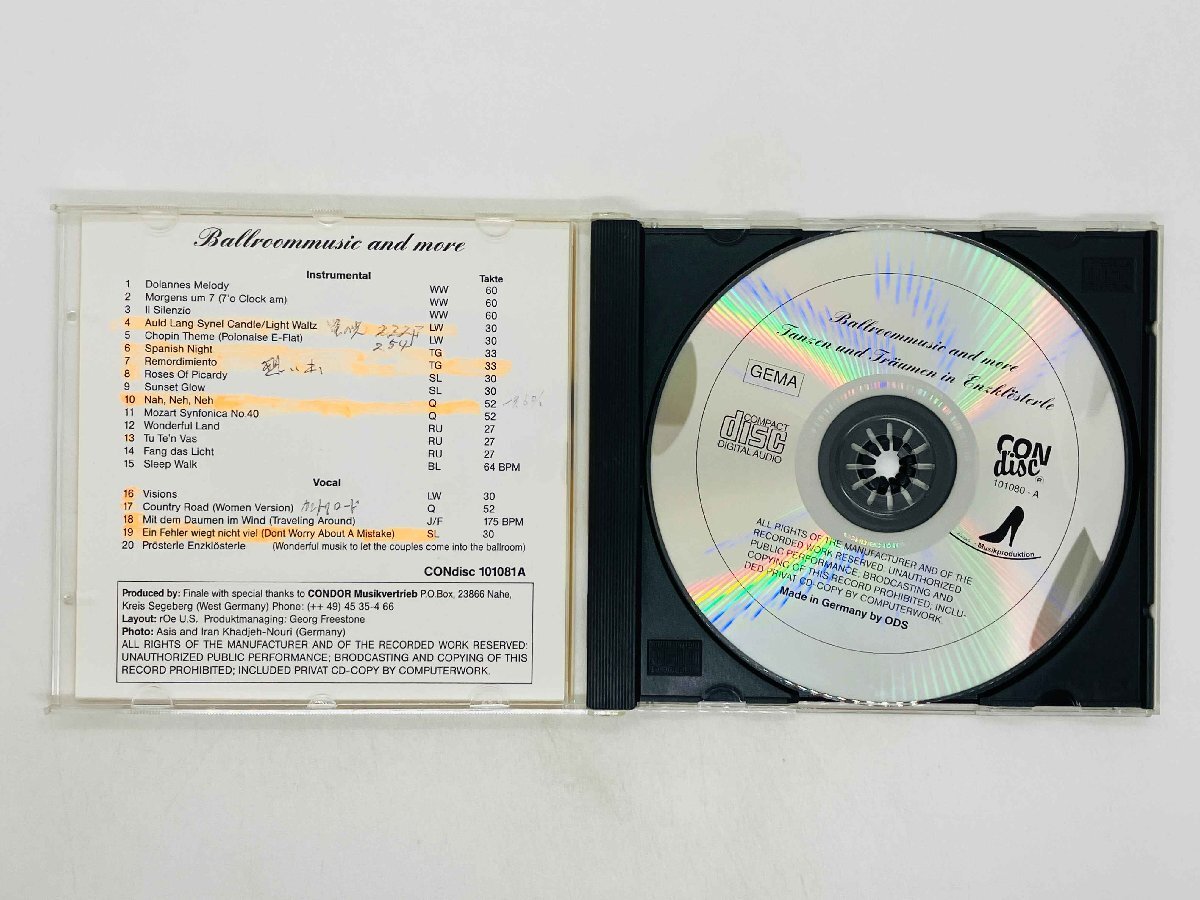 Ballroommusic and more
Instrumental Takte
1 Dolannes Melody WW 60
2 Morgens um 7 (7'o Clock am) WW 60
3 Il Silenzio WW 60
4 Auld Lang Synel Candle/Light Waltz LW 30
5 Chopin Theme (Polonaise E-Flat) LW 30
6 Spanish Night TG 33
7 Remordimiento 想い出 TG 33
8 Roses Of Picardy SL 30
9 Sunset Glow SL 30
10 Nah, Neh, Neh Q 52
11 Mozart Synfonica No.40 Q 52
12 Wonderful Land RU 27
13 Tu Te'n Vas RU 27
14 Fang das Licht RU 27
15 Sleep Walk BL 64 BPM
Vocal
16 Visions LW 30
17 Country Road (Women Version) カントリロード Q 52
18 Mit dem Daumen im Wind (Traveling Around) J/F 175 BPM
19 Ein Fehler wiegt nicht viel (Dont Worry About A Mistake) SL 30
20 Prösterle Enzklösterle (Wonderful musik to let the couples come into the ballroom)
CONdisc 101081A
Produced by: Finale with special thanks to CONDOR Musikvertrieb P.O.Box, 23866 Nahe,
Kreis Segeberg (West Germany) Phone: (++ 49) 45 35-4 66
Layout: rOe U.S. Produktmanaging: Georg Freestone
Photo: Asis and Iran Khadjeh-Nouri (Germany)
ALL RIGHTS OF THE MANUFACTURER AND OF THE RECORDED WORK RESERVED:
UNAUTHORIZED PUBLIC PERFORMANCE; BRODCASTING AND COPYING OF THIS
RECORD PROHIBITED; INCLUDED PRIVAT CD-COPY BY COMPUTERWORK.
Ballroommusic and more
Tanzen und Träumen in Enzklösterle
GEMA
COMPACT
disc
DIGITAL AUDIO
CON
disc ®
101080 - A
Musikproduktion
ALL RIGHTS OF THE MANUFACTURER AND OF THE
RECORDED WORK RESERVED. UNAUTHORIZED
PUBLIC PERFORMANCE, BRODCASTING AND
COPYING OF THIS RECORD PROHIBITED; INCLU-
DED PRIVAT CD-COPY BY COMPUTERWORK
Made in Germany by ODS